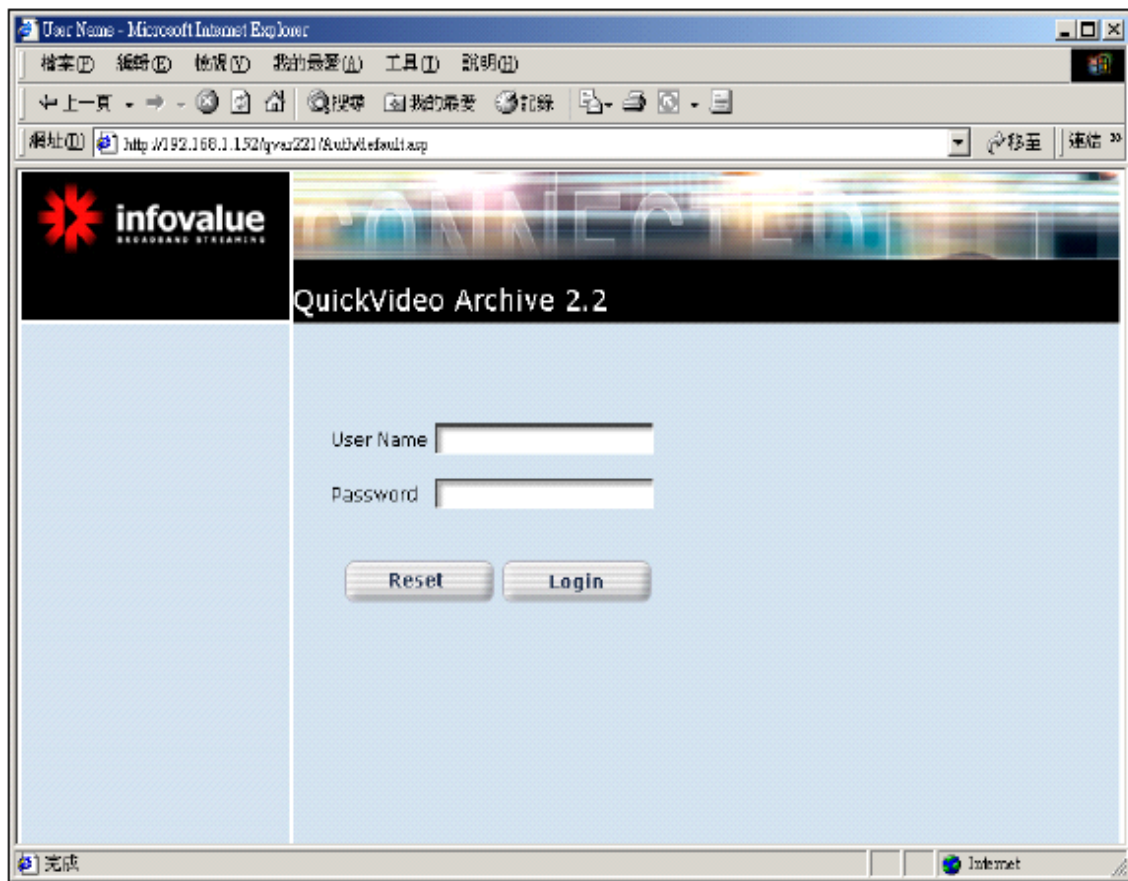 User Name - Microsoft Internet Explorer
檔案(F) 編輯(E) 檢視(V) 我的最愛(A) 工具(T) 說明(H)
上一頁 搜尋 我的最愛 記錄
網址(D) http://192.168.1.152/qvar221/Auth/default.asp 移至 連結 »
infovalue
BROADBAND STREAMING
CONNECTED
QuickVideo Archive 2.2
User Name
Password
Reset Login
完成 Internet